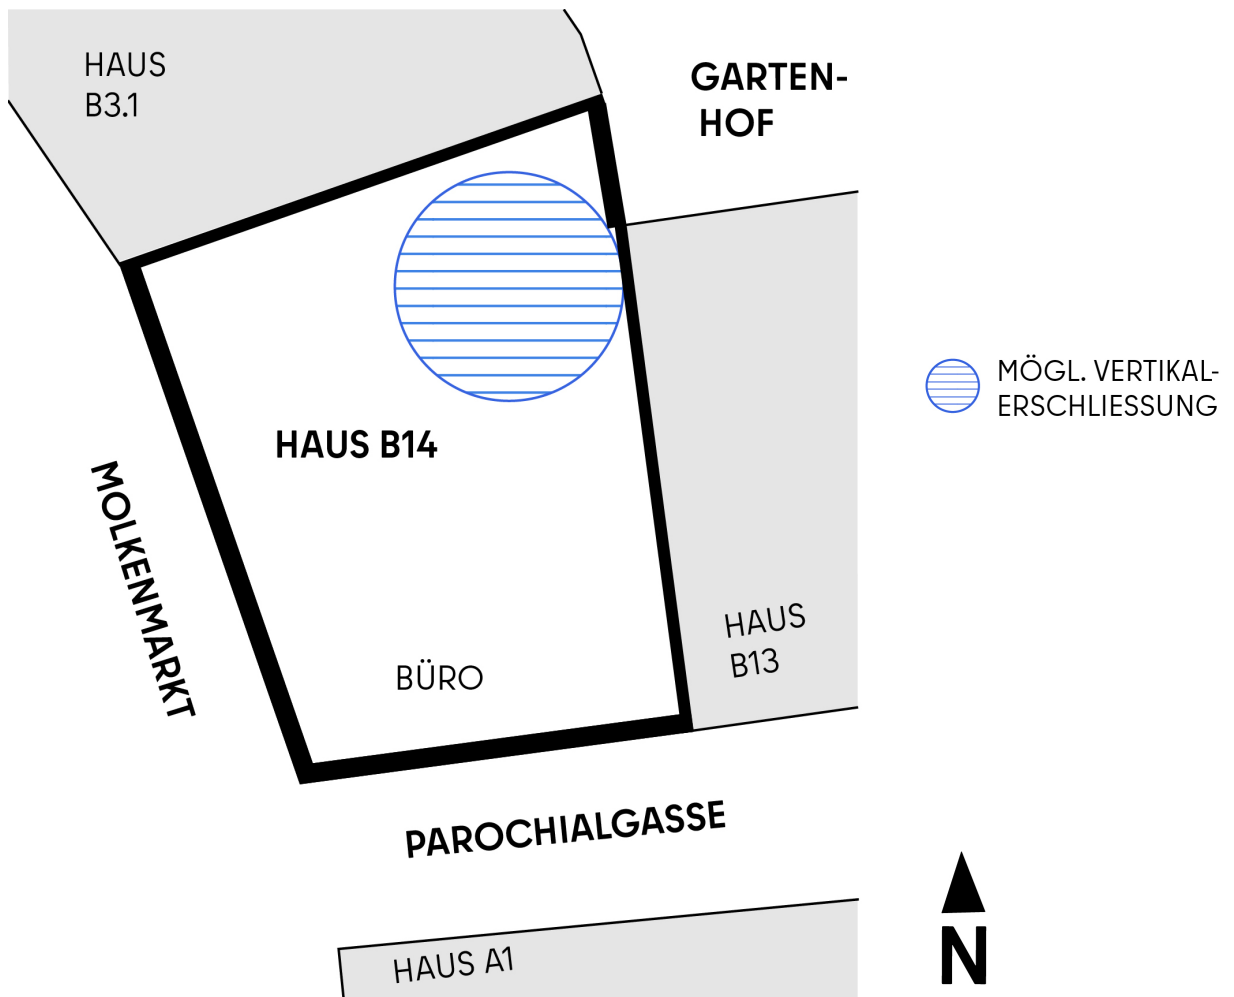 HAUS
B3.1
GARTEN-
HOF
MÖGL. VERTIKAL-
ERSCHLIESSUNG
HAUS B14
MOLKENMARKT
HAUS
B13
BÜRO
PAROCHIALGASSE
HAUS A1
N